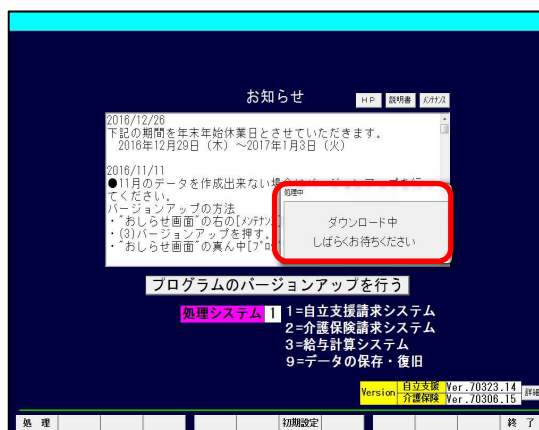 お知らせ
HP 説明書 ﾒﾝﾃﾅﾝｽ
2016/12/26
下記の期間を年末年始休業日とさせていただきます。
2016年12月29日（木）～2017年1月3日（火）
2016/11/11
●11月のデータを作成出来ない場合はバージョンアップを行
てください。
バージョンアップの方法
・"おしらせ画面"の右の[ﾒﾝﾃﾅﾝｽ]
・(3)バージョンアップを押す。
・"おしらせ画面"の真ん中[ﾌﾟﾛｸﾞ
処理中
ダウンロード中
しばらくお待ちください
プログラムのバージョンアップを行う
処理システム 1 1=自立支援請求システム
2=介護保険請求システム
3=給与計算システム
9=データの保存・復旧
Version 自立支援 Ver.70323.14
介護保険 Ver.70306.15
詳細
処 理 初期設定 終 了